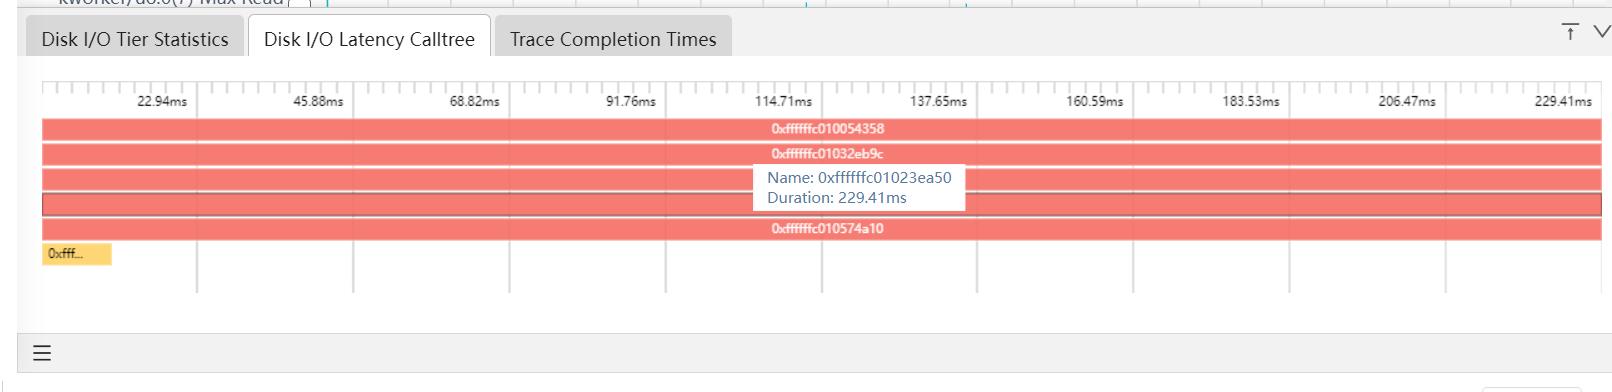 Disk I/O Tier Statistics
Disk I/O Latency Calltree
Trace Completion Times
22.94ms 45.88ms 68.82ms 91.76ms 114.71ms 137.65ms 160.59ms 183.53ms 206.47ms 229.41ms
0xffffffc010054358
0xffffffc01032eb9c
Name: 0xffffffc01023ea50
Duration: 229.41ms
0xffffffc010574a10
0xfff...